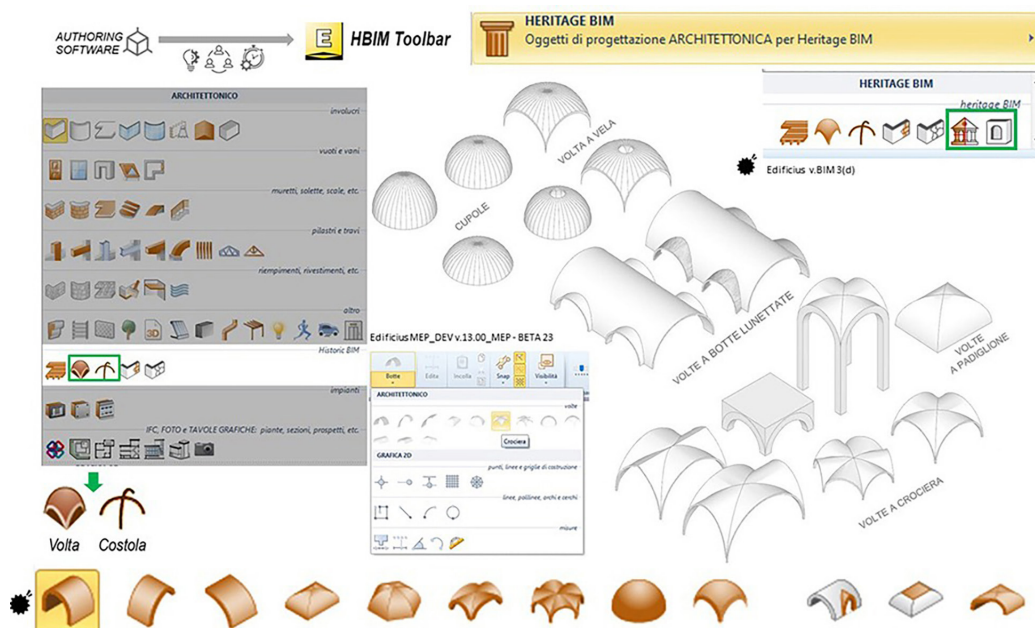 AUTHORING
SOFTWARE
E
HBIM Toolbar
HERITAGE BIM
Oggetti di progettazione ARCHITETTONICA per Heritage BIM
HERITAGE BIM
heritage BIM
Edificius v.BIM 3(d)
ARCHITETTONICO
involucri
vuoti e vani
muretti, solette, scale, etc.
pilastri e travi
riempimenti, rivestimenti, etc.
altro
3D
Historic BIM
impianti
IFC, FOTO e TAVOLE GRAFICHE: piante, sezioni, prospetti, etc.
Volta
Costola
VOLTA A VELA
CUPOLE
VOLTE A BOTTE LUNETTATE
VOLTE
A PADIGLIONE
VOLTE A CROCIERA
EdificiusMEP_DEV v.13.00_MEP - BETA 23
Botte
Edita
Incolla
Snap
Visibilità
ARCHITETTONICO
volte
Crociera
GRAFICA 2D
punti, linee e griglie di costruzione
linee, polilinee, archi e cerchi
misure